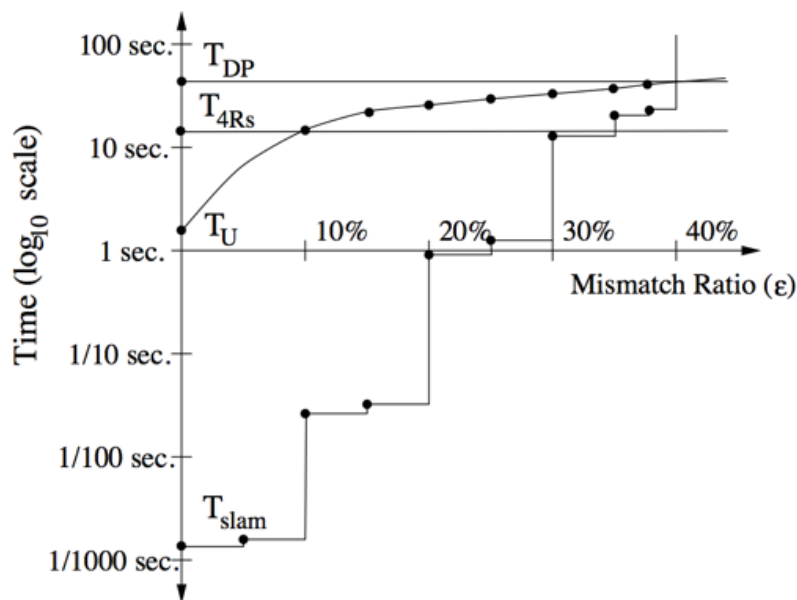 100 sec.
T_DP
T_4Rs
10 sec.
T_U
10%
20%
30%
40%
1 sec.
Mismatch Ratio (ε)
Time (log_10 scale)
1/10 sec.
1/100 sec.
T_slam
1/1000 sec.